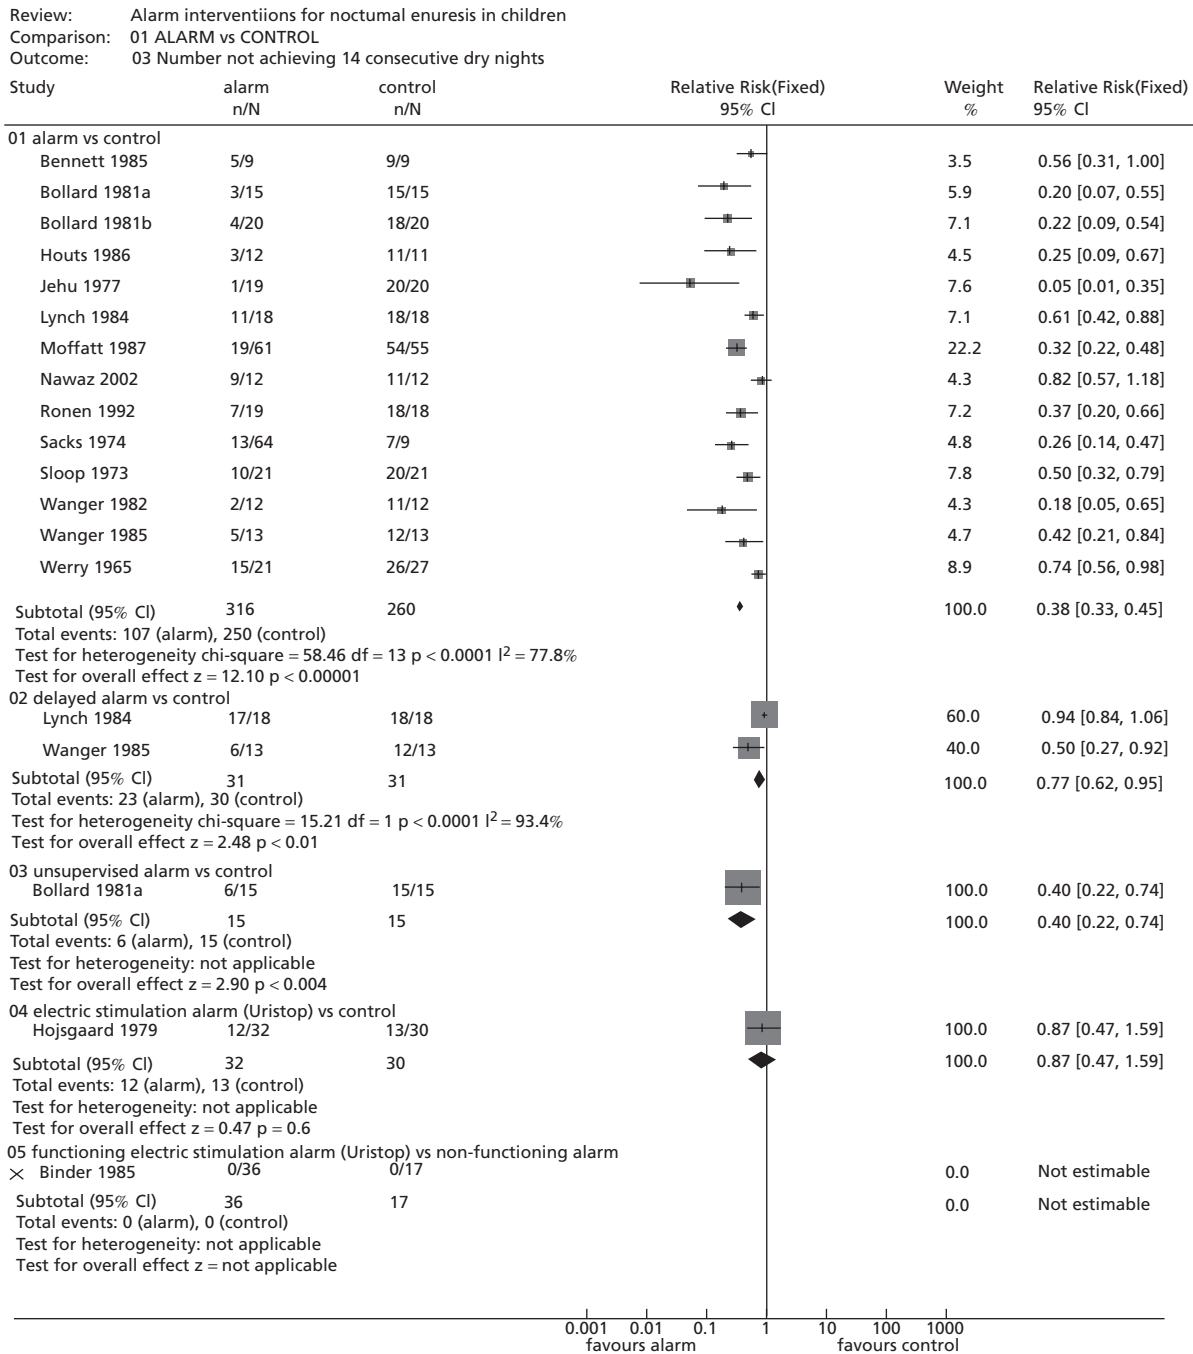 Review: Alarm interventiions for noctumal enuresis in children
Comparison: 01 ALARM vs CONTROL
Outcome: 03 Number not achieving 14 consecutive dry nights
Study alarm control Relative Risk(Fixed) Weight Relative Risk(Fixed)
n/N n/N 95% Cl % 95% Cl
01 alarm vs control
Bennett 1985 5/9 9/9 3.5 0.56 [0.31, 1.00]
Bollard 1981a 3/15 15/15 5.9 0.20 [0.07, 0.55]
Bollard 1981b 4/20 18/20 7.1 0.22 [0.09, 0.54]
Houts 1986 3/12 11/11 4.5 0.25 [0.09, 0.67]
Jehu 1977 1/19 20/20 7.6 0.05 [0.01, 0.35]
Lynch 1984 11/18 18/18 7.1 0.61 [0.42, 0.88]
Moffatt 1987 19/61 54/55 22.2 0.32 [0.22, 0.48]
Nawaz 2002 9/12 11/12 4.3 0.82 [0.57, 1.18]
Ronen 1992 7/19 18/18 7.2 0.37 [0.20, 0.66]
Sacks 1974 13/64 7/9 4.8 0.26 [0.14, 0.47]
Sloop 1973 10/21 20/21 7.8 0.50 [0.32, 0.79]
Wanger 1982 2/12 11/12 4.3 0.18 [0.05, 0.65]
Wanger 1985 5/13 12/13 4.7 0.42 [0.21, 0.84]
Werry 1965 15/21 26/27 8.9 0.74 [0.56, 0.98]
Subtotal (95% Cl) 316 260 100.0 0.38 [0.33, 0.45]
Total events: 107 (alarm), 250 (control)
Test for heterogeneity chi-square = 58.46 df = 13 p < 0.0001 I² = 77.8%
Test for overall effect z = 12.10 p < 0.00001
02 delayed alarm vs control
Lynch 1984 17/18 18/18 60.0 0.94 [0.84, 1.06]
Wanger 1985 6/13 12/13 40.0 0.50 [0.27, 0.92]
Subtotal (95% Cl) 31 31 100.0 0.77 [0.62, 0.95]
Total events: 23 (alarm), 30 (control)
Test for heterogeneity chi-square = 15.21 df = 1 p < 0.0001 I² = 93.4%
Test for overall effect z = 2.48 p < 0.01
03 unsupervised alarm vs control
Bollard 1981a 6/15 15/15 100.0 0.40 [0.22, 0.74]
Subtotal (95% Cl) 15 15 100.0 0.40 [0.22, 0.74]
Total events: 6 (alarm), 15 (control)
Test for heterogeneity: not applicable
Test for overall effect z = 2.90 p < 0.004
04 electric stimulation alarm (Uristop) vs control
Hojsgaard 1979 12/32 13/30 100.0 0.87 [0.47, 1.59]
Subtotal (95% Cl) 32 30 100.0 0.87 [0.47, 1.59]
Total events: 12 (alarm), 13 (control)
Test for heterogeneity: not applicable
Test for overall effect z = 0.47 p = 0.6
05 functioning electric stimulation alarm (Uristop) vs non-functioning alarm
× Binder 1985 0/36 0/17 0.0 Not estimable
Subtotal (95% Cl) 36 17 0.0 Not estimable
Total events: 0 (alarm), 0 (control)
Test for heterogeneity: not applicable
Test for overall effect z = not applicable
0.001 0.01 0.1 1 10 100 1000
favours alarm favours control